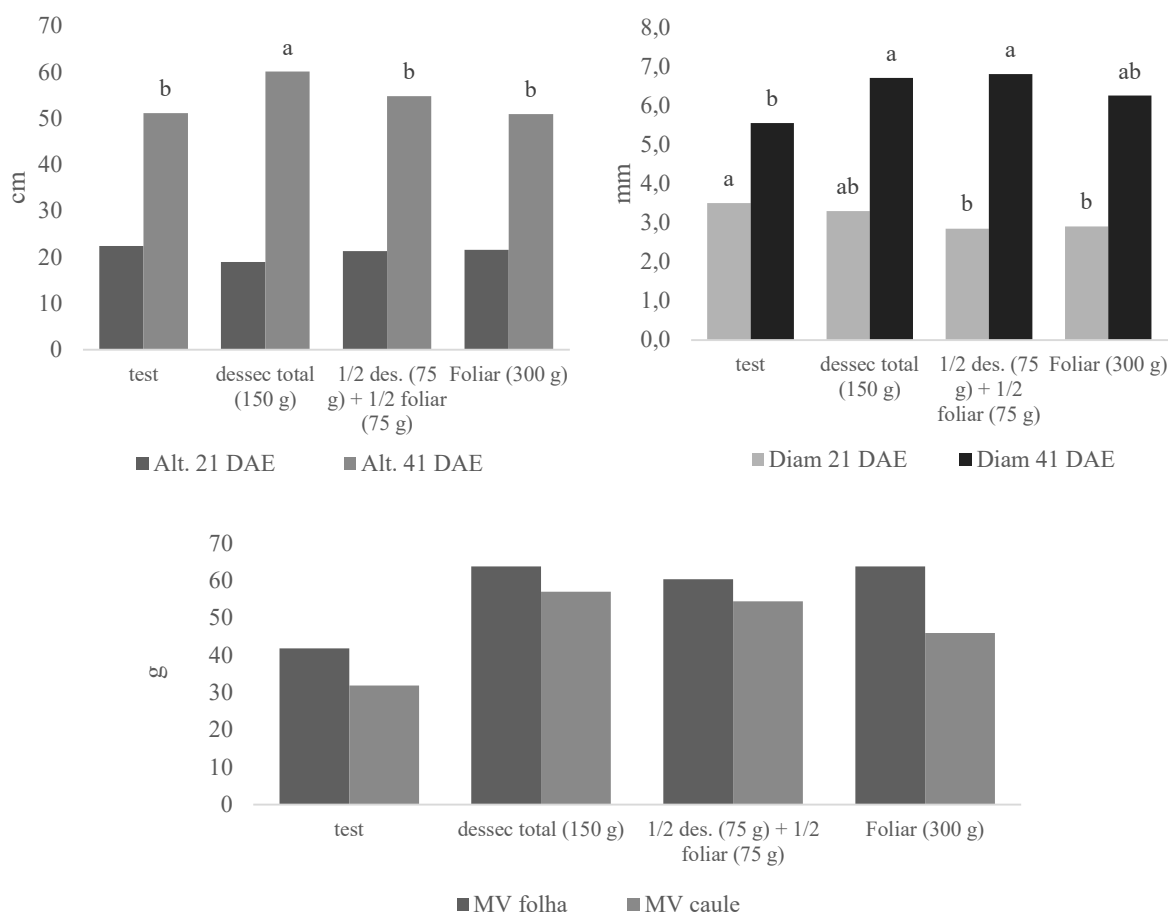 70
60
50
40
30
20
10
0
cm
b
a
b
b
test
dessec total
(150 g)
1/2 des. (75
g) + 1/2 foliar
(75 g)
Foliar (300 g)
Alt. 21 DAE
Alt. 41 DAE
8,0
7,0
6,0
5,0
4,0
3,0
2,0
1,0
0,0
mm
a
b
ab
a
b
a
b
ab
test
dessec total
(150 g)
1/2 des. (75
g) + 1/2
foliar (75 g)
Foliar (300 g)
Diam 21 DAE
Diam 41 DAE
70
60
50
40
30
20
10
0
g
test
dessec total (150 g)
1/2 des. (75 g) + 1/2
foliar (75 g)
Foliar (300 g)
MV folha
MV caule